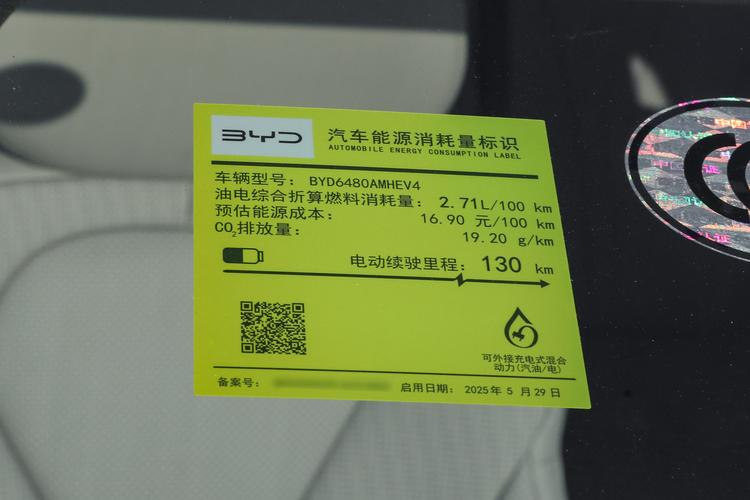 BYD
汽车能源消耗量标识
AUTOMOBILE ENERGY CONSUMPTION LABEL
车辆型号: BYD6480AMHEV4
油电综合折算燃料消耗量: 2.71L/100 km
预估能源成本: 16.90 元/100 km
CO₂排放量: 19.20 g/km
电动续驶里程: 130 km
可外接充电式混合
动力(汽油/电)
备案号:
启用日期: 2025年 5 月 29 日